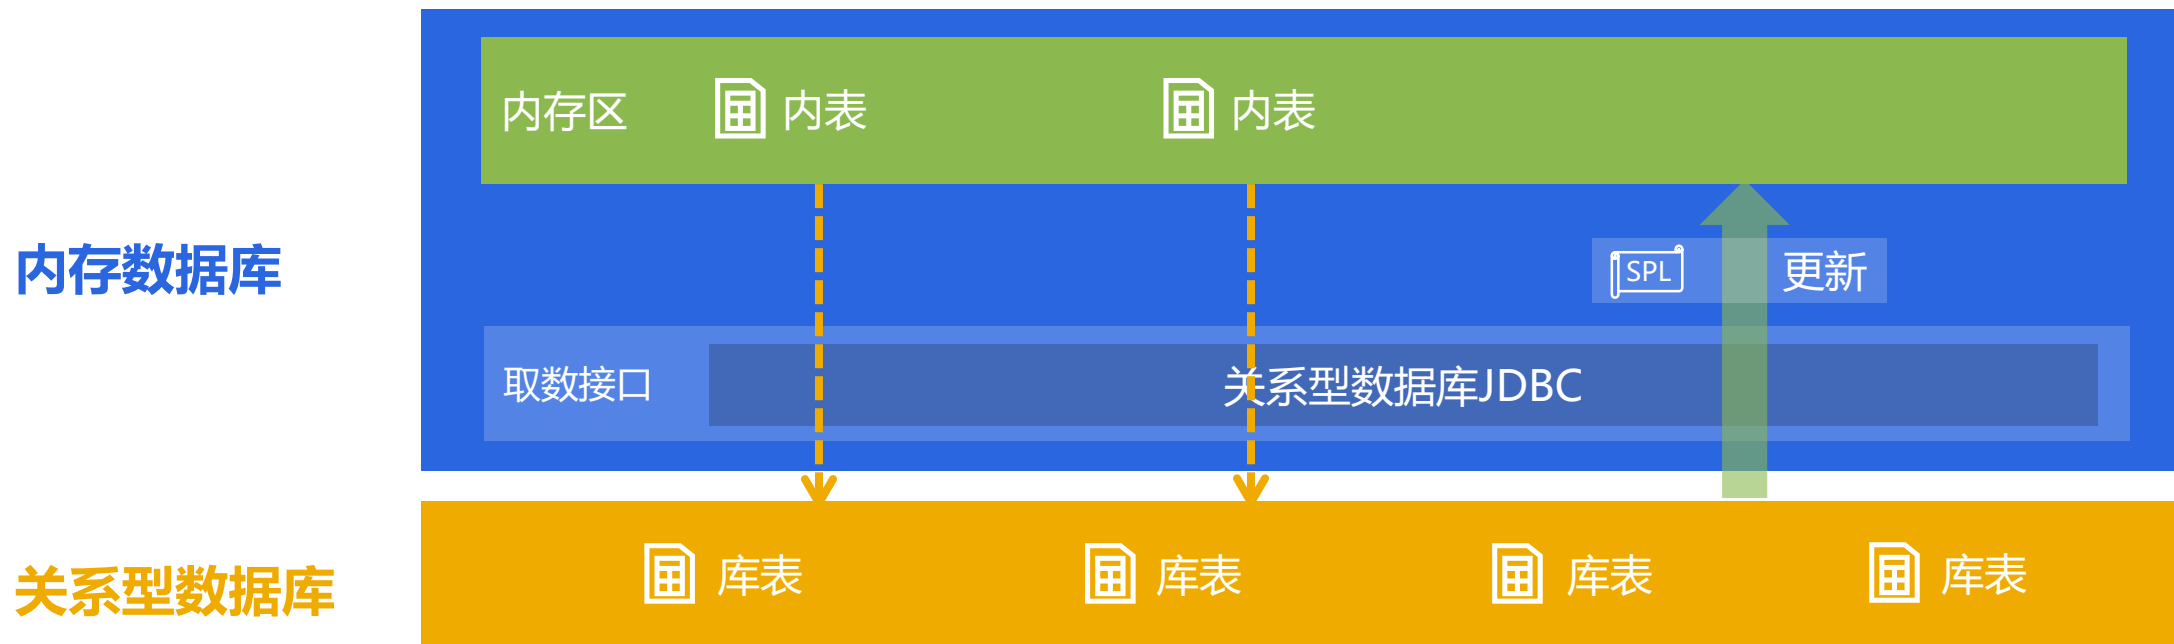 内存区
内表
内表
内存数据库
SPL
更新
取数接口
关系型数据库JDBC
关系型数据库
库表
库表
库表
库表